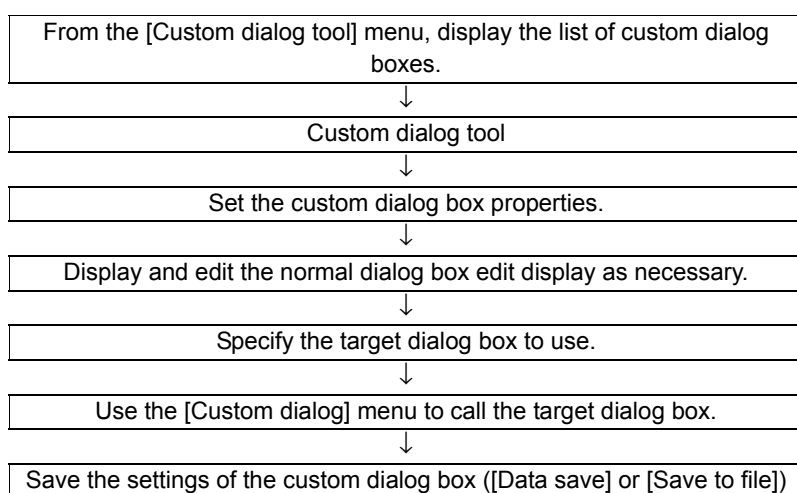 From the [Custom dialog tool] menu, display the list of custom dialog
boxes.
↓
Custom dialog tool
↓
Set the custom dialog box properties.
↓
Display and edit the normal dialog box edit display as necessary.
↓
Specify the target dialog box to use.
↓
Use the [Custom dialog] menu to call the target dialog box.
↓
Save the settings of the custom dialog box ([Data save] or [Save to file])